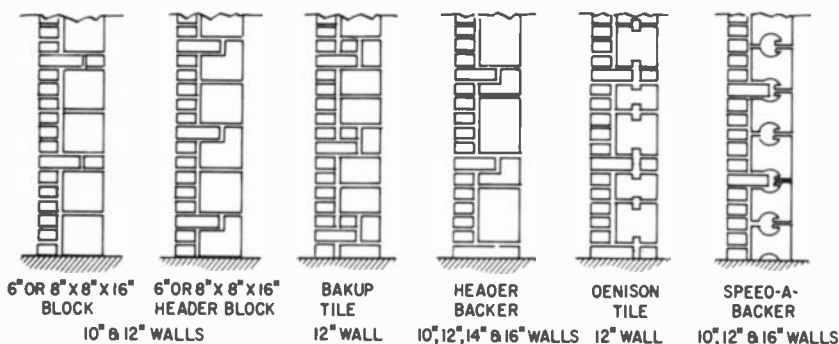 6" OR 8" X 8" X 16"
BLOCK
6" OR 8" X 8" X 16"
HEADER BLOCK
10" & 12" WALLS
BAKUP
TILE
12" WALL
HEAOER
BACKER
10", 12", 14" & 16" WALLS
OENISON
TILE
12" WALL
SPEEO-A-
BACKER
10", 12" & 16" WALLS